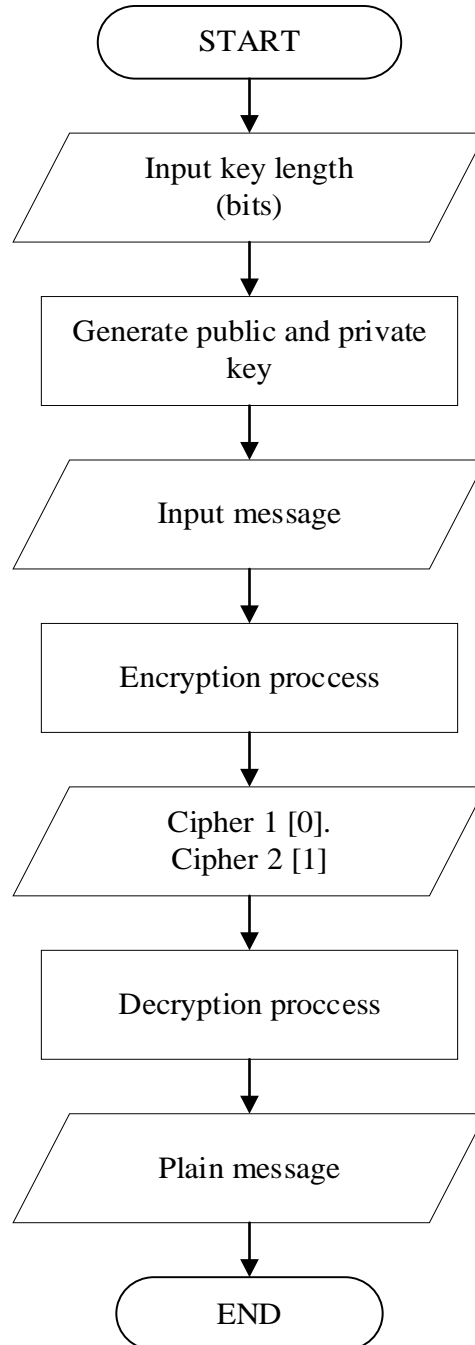 START
Input key length
(bits)
Generate public and private
key
Input message
Encryption proccess
Cipher 1 [0].
Cipher 2 [1]
Decryption proccess
Plain message
END